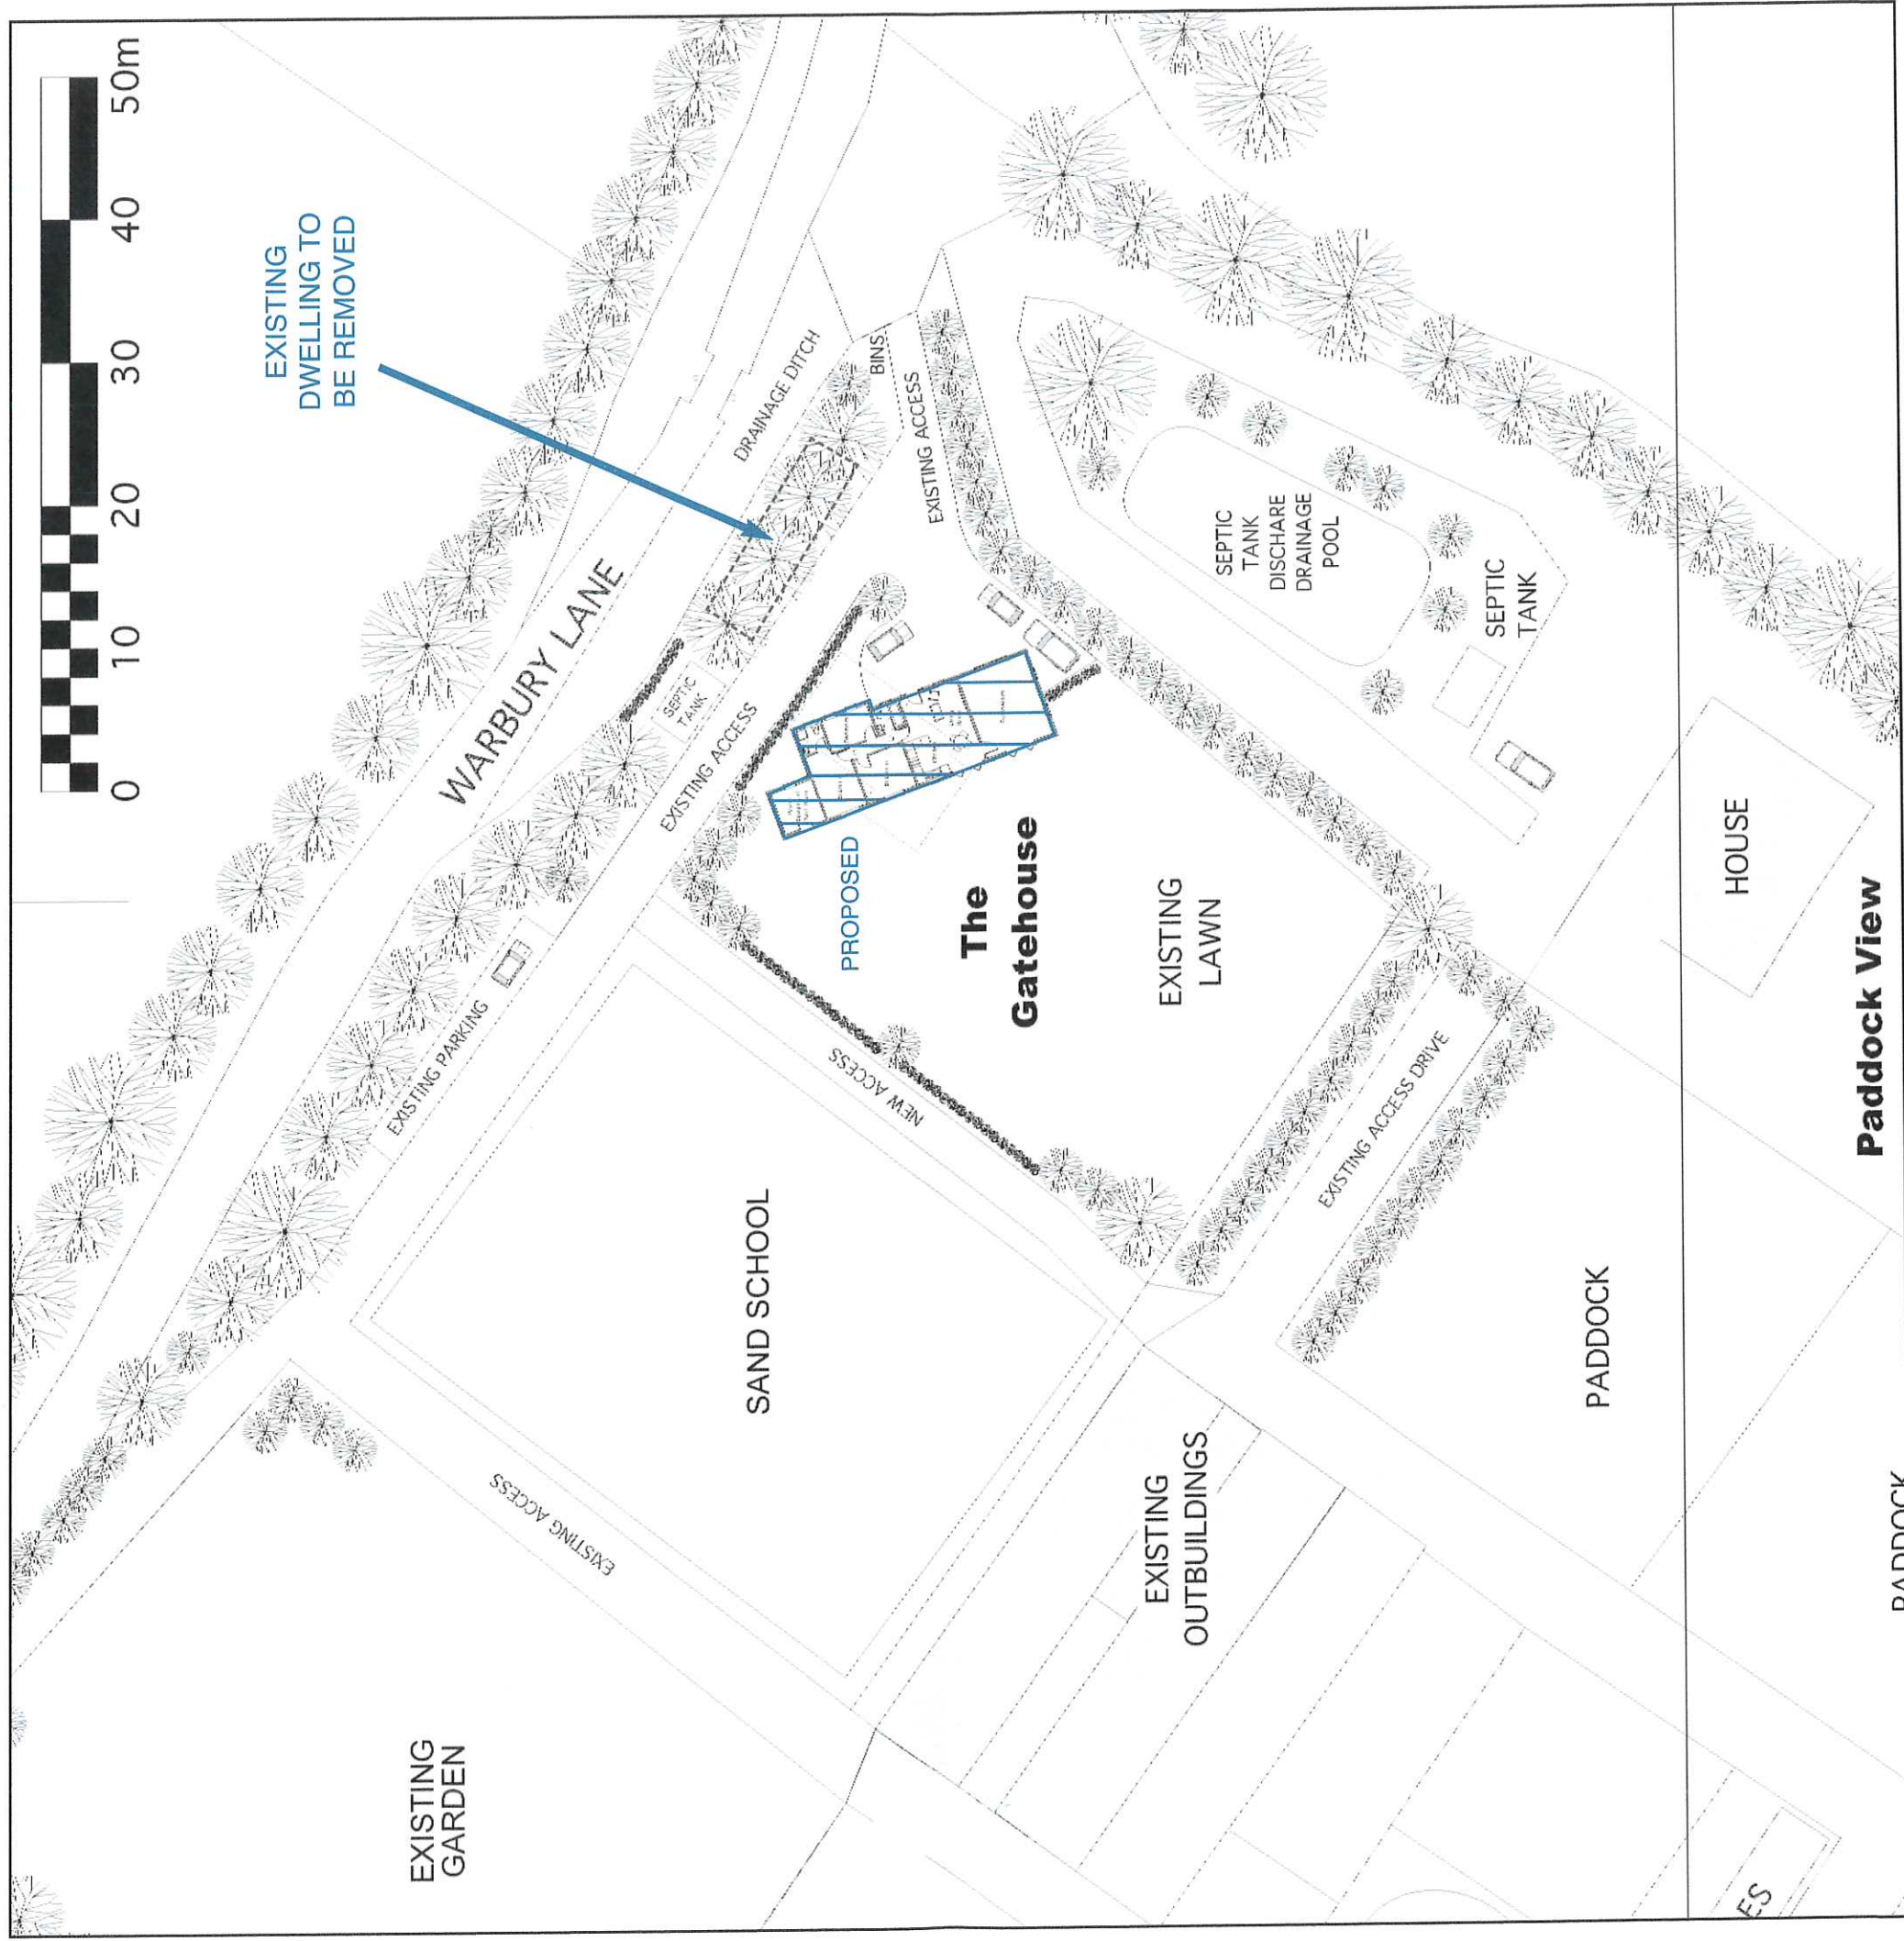 0 10 20 30 40 50m
EXISTING
DWELLING TO
BE REMOVED
WARBURY LANE
DRAINAGE DITCH
BINS
EXISTING ACCESS
SEPTIC
TANK
EXISTING ACCESS
EXISTING PARKING
PROPOSED
The
Gatehouse
EXISTING
LAWN
NEW ACCESS
SAND SCHOOL
EXISTING ACCESS
EXISTING
GARDEN
SEPTIC
TANK
DISCHARE
DRAINAGE
POOL
SEPTIC
TANK
EXISTING ACCESS DRIVE
HOUSE
Paddock View
PADDOCK
EXISTING
OUTBUILDINGS
PADDOCK
ES